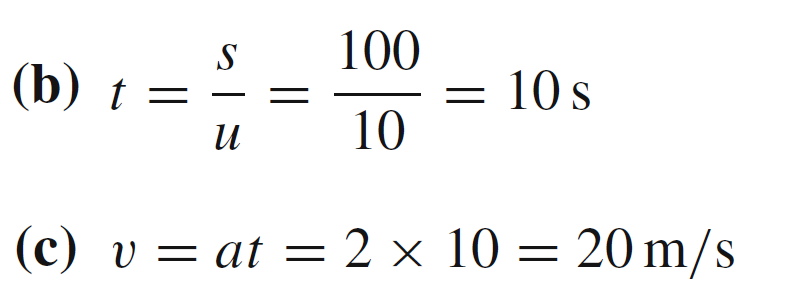 (b) t = s/u = 100/10 = 10 s
(c) v = at = 2 × 10 = 20 m/s